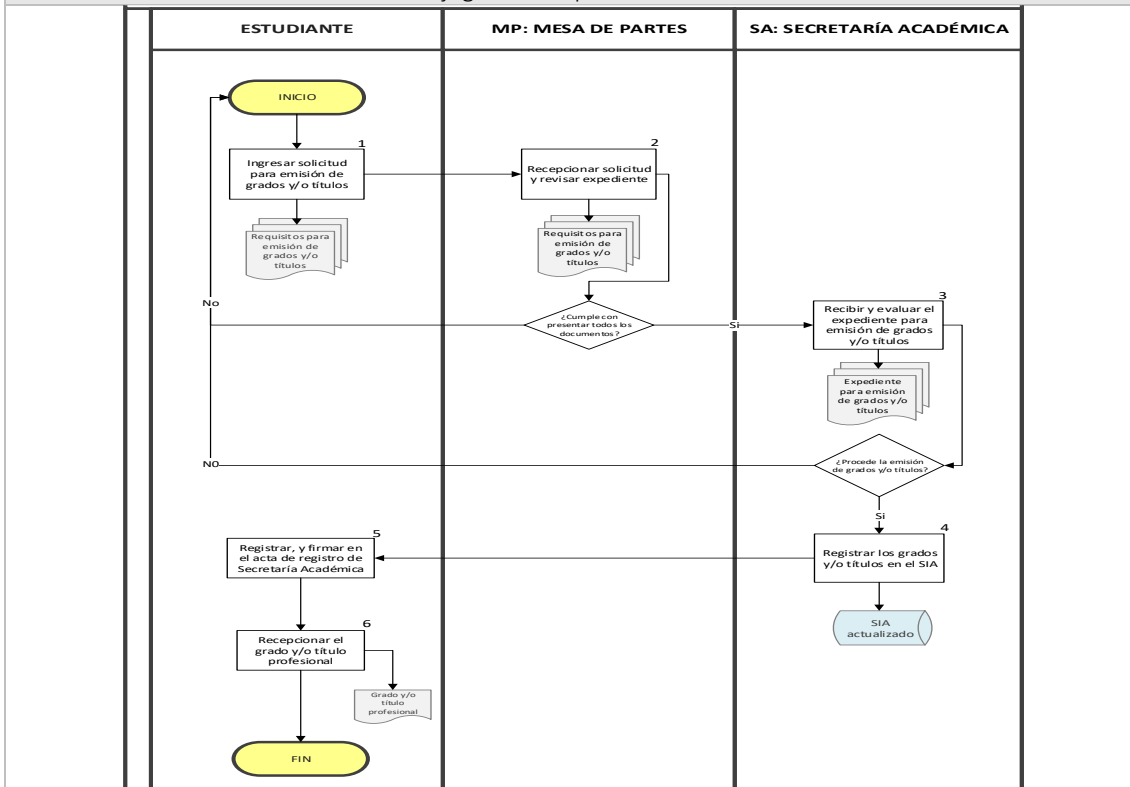 ESTUDIANTE
MP: MESA DE PARTES
SA: SECRETARÍA ACADÉMICA
INICIO
1
Ingresar solicitud
para emisión de
grados y/o títulos
Requisitos para
emisión de
grados y/o
títulos
2
Recepcionar solicitud
y revisar expediente
Requisitos para
emisión de
grados y/o
títulos
No
¿Cumple con
presentar todos los
documentos?
Si
3
Recibir y evaluar el
expediente para
emisión de grados
y/o títulos
Expediente
para emisión
de grados y/o
títulos
N0
¿Procede la emisión
de grados y/o títulos?
Si
4
Registrar los grados
y/o títulos en el SIA
SIA
actualizado
5
Registrar, y firmar en
el acta de registro de
Secretaría Académica
6
Recepcionar el
grado y/o título
profesional
Grado y/o
título
profesional
FIN